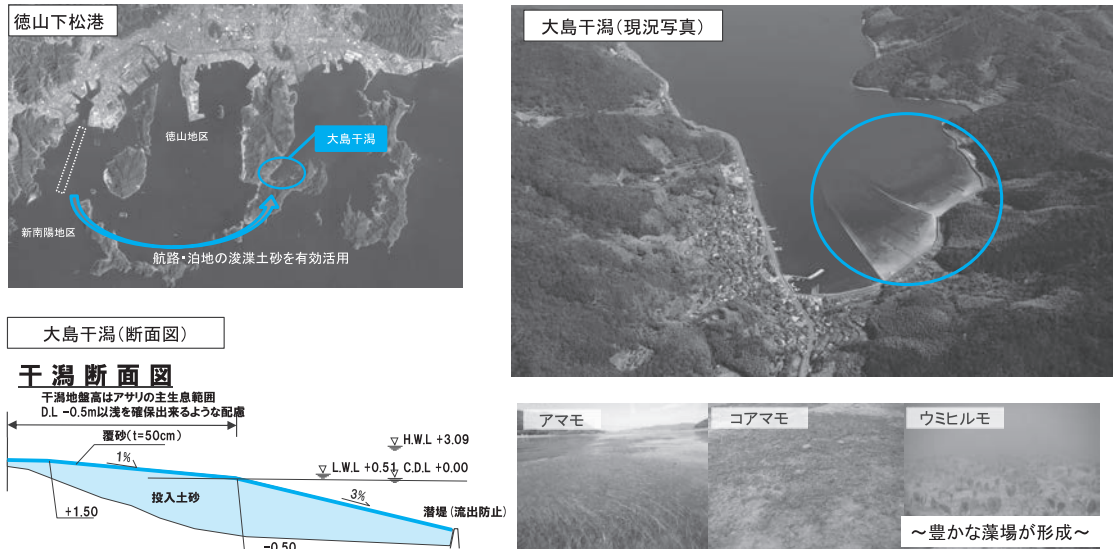 徳山下松港
徳山地区
大島干潟
新南陽地区
航路・泊地の浚渫土砂を有効活用
大島干潟(現況写真)
大島干潟(断面図)
干潟断面図
干潟地盤高はアサリの主生息範囲
D.L -0.5m以浅を確保出来るような配慮
覆砂(t=50cm)
H.W.L +3.09
1%
L.W.L +0.51
C.D.L +0.00
投入土砂
3%
+1.50
潜堤(流出防止)
-0.50
アマモ
コアマモ
ウミヒルモ
～豊かな藻場が形成～